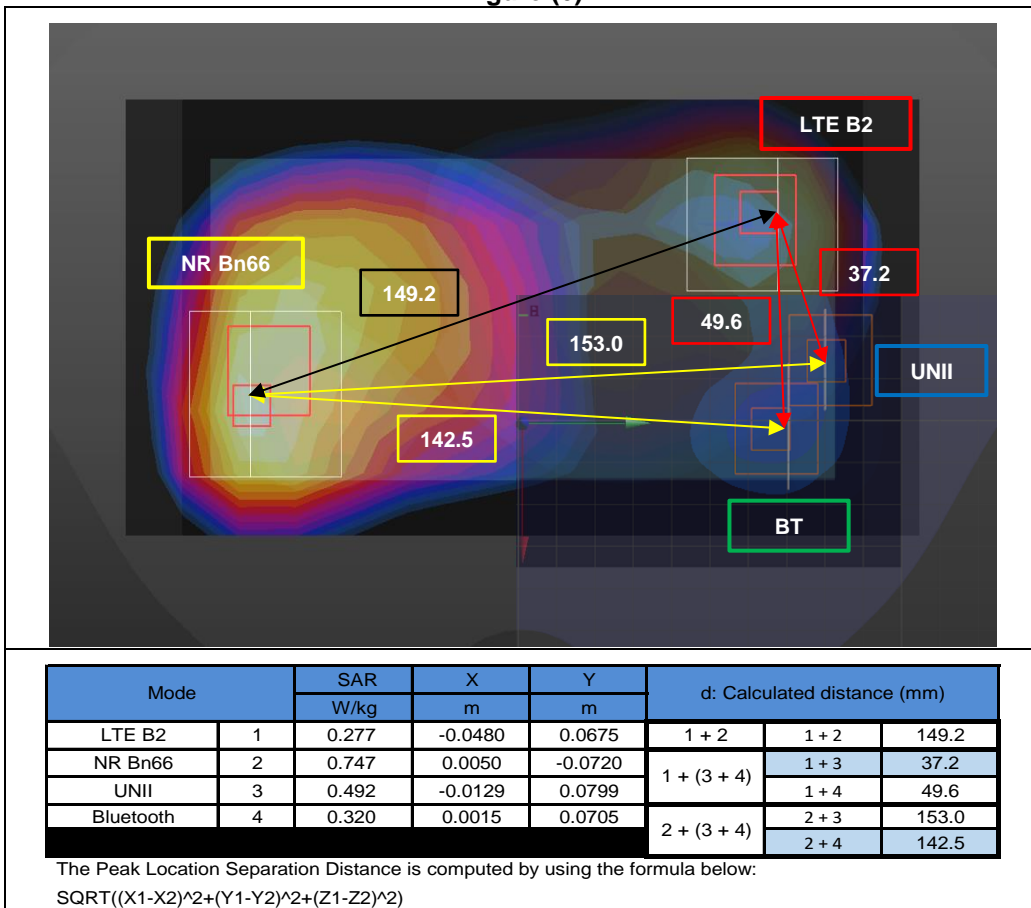 LTE B2
NR Bn66
37.2
149.2
49.6
153.0
UNII
142.5
BT
Mode SAR X Y d: Calculated distance (mm)
W/kg m m
LTE B2 1 0.277 -0.0480 0.0675 1 + 2 1 + 2 149.2
NR Bn66 2 0.747 0.0050 -0.0720 1 + (3 + 4) 1 + 3 37.2
UNII 3 0.492 -0.0129 0.0799 1 + 4 49.6
Bluetooth 4 0.320 0.0015 0.0705 2 + (3 + 4) 2 + 3 153.0
2 + 4 142.5
The Peak Location Separation Distance is computed by using the formula below:
SQRT((X1-X2)^2+(Y1-Y2)^2+(Z1-Z2)^2)